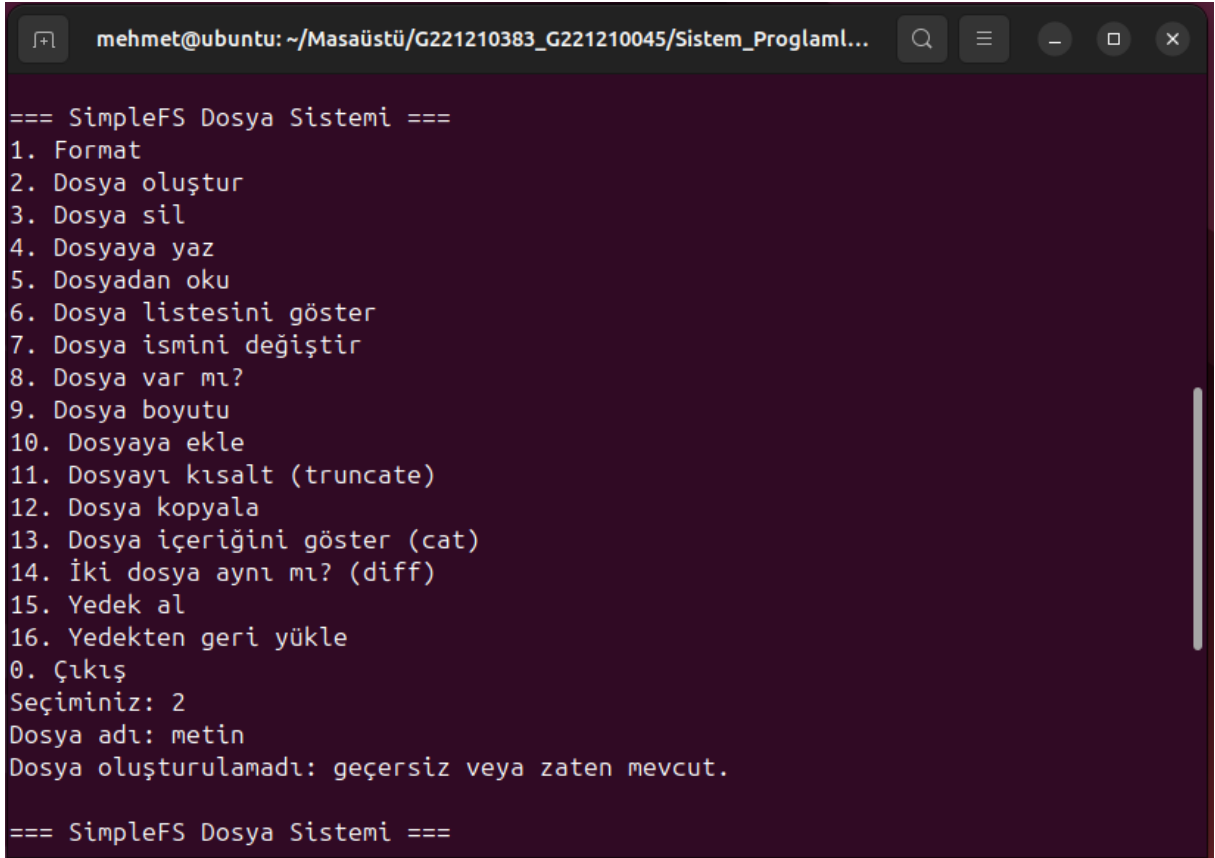 mehmet@ubuntu: ~/Masaüstü/G221210383_G221210045/Sistem_Proglaml...
=== SimpleFS Dosya Sistemi ===
1. Format
2. Dosya oluştur
3. Dosya sil
4. Dosyaya yaz
5. Dosyadan oku
6. Dosya listesini göster
7. Dosya ismini değiştir
8. Dosya var mı?
9. Dosya boyutu
10. Dosyaya ekle
11. Dosyayı kısalt (truncate)
12. Dosya kopyala
13. Dosya içeriğini göster (cat)
14. İki dosya aynı mı? (diff)
15. Yedek al
16. Yedekten geri yükle
0. Çıkış
Seçiminiz: 2
Dosya adı: metin
Dosya oluşturulamadı: geçersiz veya zaten mevcut.
=== SimpleFS Dosya Sistemi ===